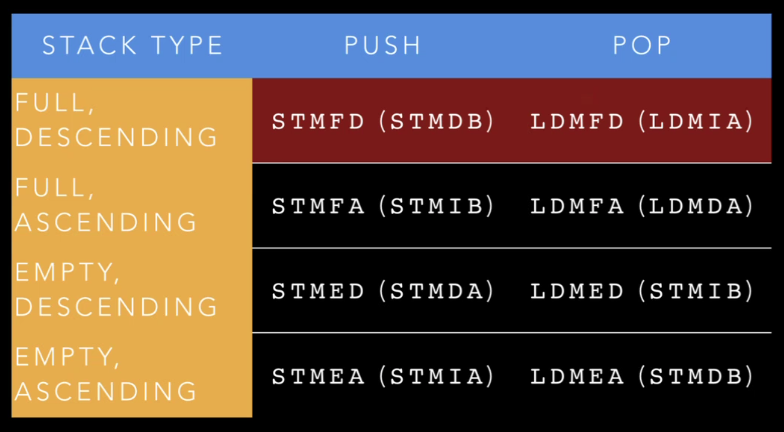 STACK TYPE PUSH POP
FULL,
DESCENDING
STMFD (STMDB) LDMFD (LDMIA)
FULL,
ASCENDING
STMFA (STMIB) LDMFA (LDMDA)
EMPTY,
DESCENDING
STMED (STMDA) LDMED (STMIB)
EMPTY,
ASCENDING
STMEA (STMIA) LDMEA (STMDB)